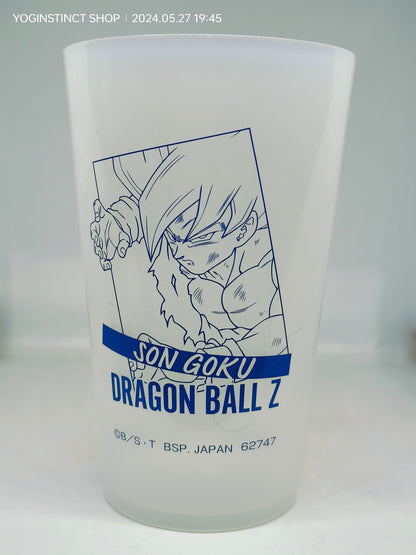 YOGINSTINCT SHOP | 2024.05.27 19:45
SON GOKU
DRAGON BALL Z
©B/S・T BSP. JAPAN 62747